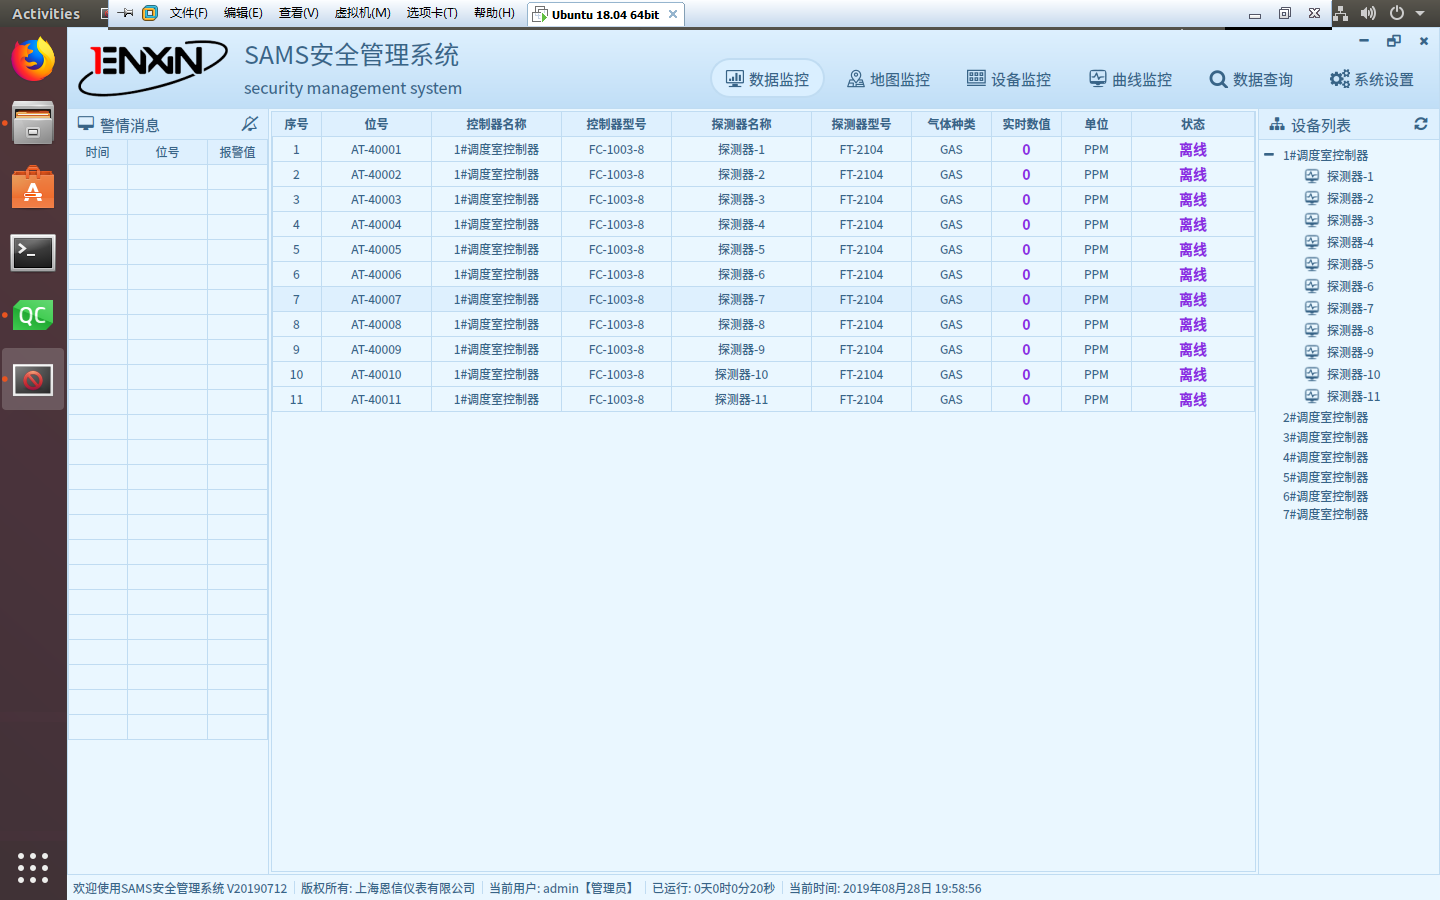 Activities
文件(F) 编辑(E) 查看(V) 虚拟机(M) 选项卡(T) 帮助(H) Ubuntu 18.04 64bit
1ENXIN
SAMS安全管理系统
security management system
数据监控 地图监控 设备监控 曲线监控 数据查询 系统设置
警情消息
时间 位号 报警值
序号 位号 控制器名称 控制器型号 探测器名称 探测器型号 气体种类 实时数值 单位 状态
1 AT-40001 1#调度室控制器 FC-1003-8 探测器-1 FT-2104 GAS 0 PPM 离线
2 AT-40002 1#调度室控制器 FC-1003-8 探测器-2 FT-2104 GAS 0 PPM 离线
3 AT-40003 1#调度室控制器 FC-1003-8 探测器-3 FT-2104 GAS 0 PPM 离线
4 AT-40004 1#调度室控制器 FC-1003-8 探测器-4 FT-2104 GAS 0 PPM 离线
5 AT-40005 1#调度室控制器 FC-1003-8 探测器-5 FT-2104 GAS 0 PPM 离线
6 AT-40006 1#调度室控制器 FC-1003-8 探测器-6 FT-2104 GAS 0 PPM 离线
7 AT-40007 1#调度室控制器 FC-1003-8 探测器-7 FT-2104 GAS 0 PPM 离线
8 AT-40008 1#调度室控制器 FC-1003-8 探测器-8 FT-2104 GAS 0 PPM 离线
9 AT-40009 1#调度室控制器 FC-1003-8 探测器-9 FT-2104 GAS 0 PPM 离线
10 AT-40010 1#调度室控制器 FC-1003-8 探测器-10 FT-2104 GAS 0 PPM 离线
11 AT-40011 1#调度室控制器 FC-1003-8 探测器-11 FT-2104 GAS 0 PPM 离线
设备列表
1#调度室控制器
探测器-1
探测器-2
探测器-3
探测器-4
探测器-5
探测器-6
探测器-7
探测器-8
探测器-9
探测器-10
探测器-11
2#调度室控制器
3#调度室控制器
4#调度室控制器
5#调度室控制器
6#调度室控制器
7#调度室控制器
QC
欢迎使用SAMS安全管理系统 V20190712 版权所有: 上海恩信仪表有限公司 当前用户: admin【管理员】 已运行: 0天0时0分20秒 当前时间: 2019年08月28日 19:58:56